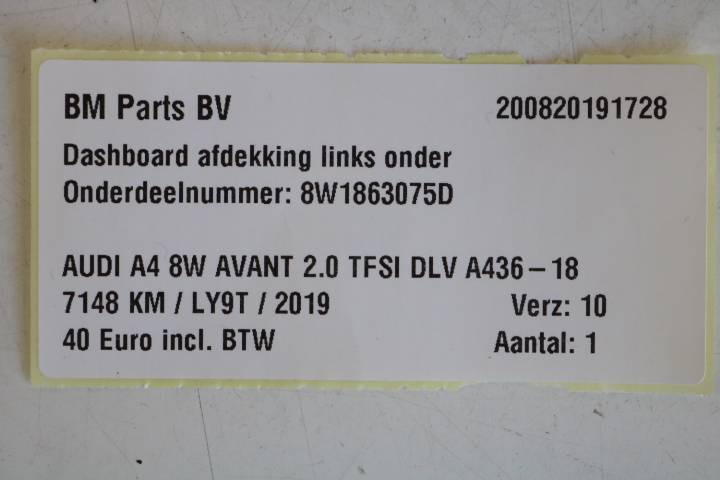 BM Parts BV 200820191728
Dashboard afdekking links onder
Onderdeelnummer: 8W1863075D
AUDI A4 8W AVANT 2.0 TFSI DLV A436-18
7148 KM / LY9T / 2019 Verz: 10
40 Euro incl. BTW Aantal: 1